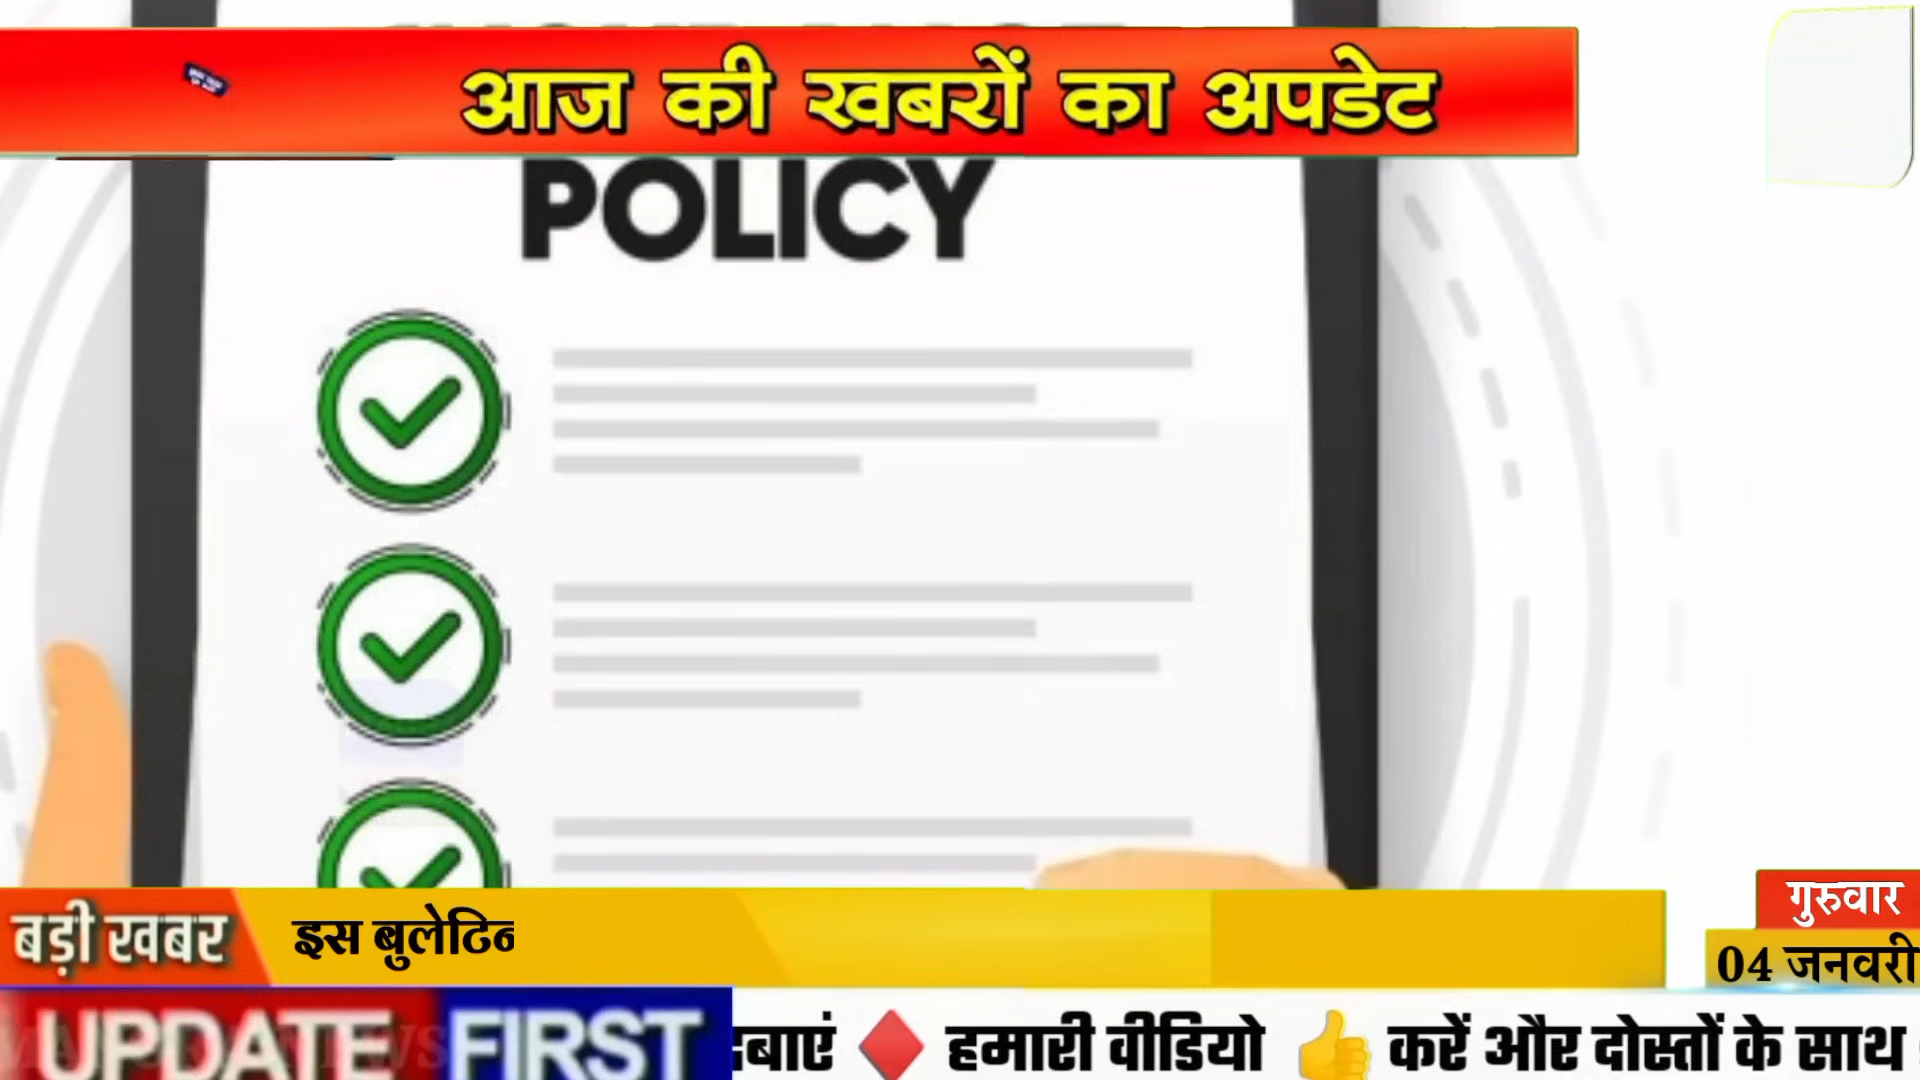 आज की खबरों का अपडेट
POLICY
गुरुवार
बड़ी खबर
इस बुलेटिन
04 जनवरी
UPDATE FIRST
हमारी वीडियो 👍 करें और दोस्तों के साथ